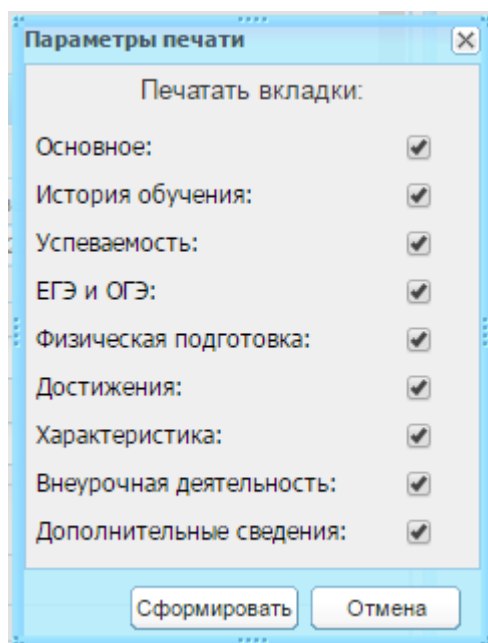 Параметры печати
Печатать вкладки:
Основное:
История обучения:
Успеваемость:
ЕГЭ и ОГЭ:
Физическая подготовка:
Достижения:
Характеристика:
Внеурочная деятельность:
Дополнительные сведения:
Сформировать Отмена